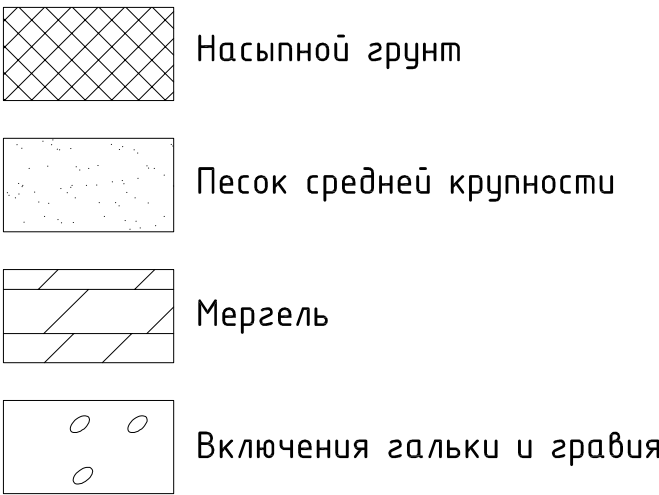 Насыпной грунт
Песок средней крупности
Мергель
Включения гальки и гравия